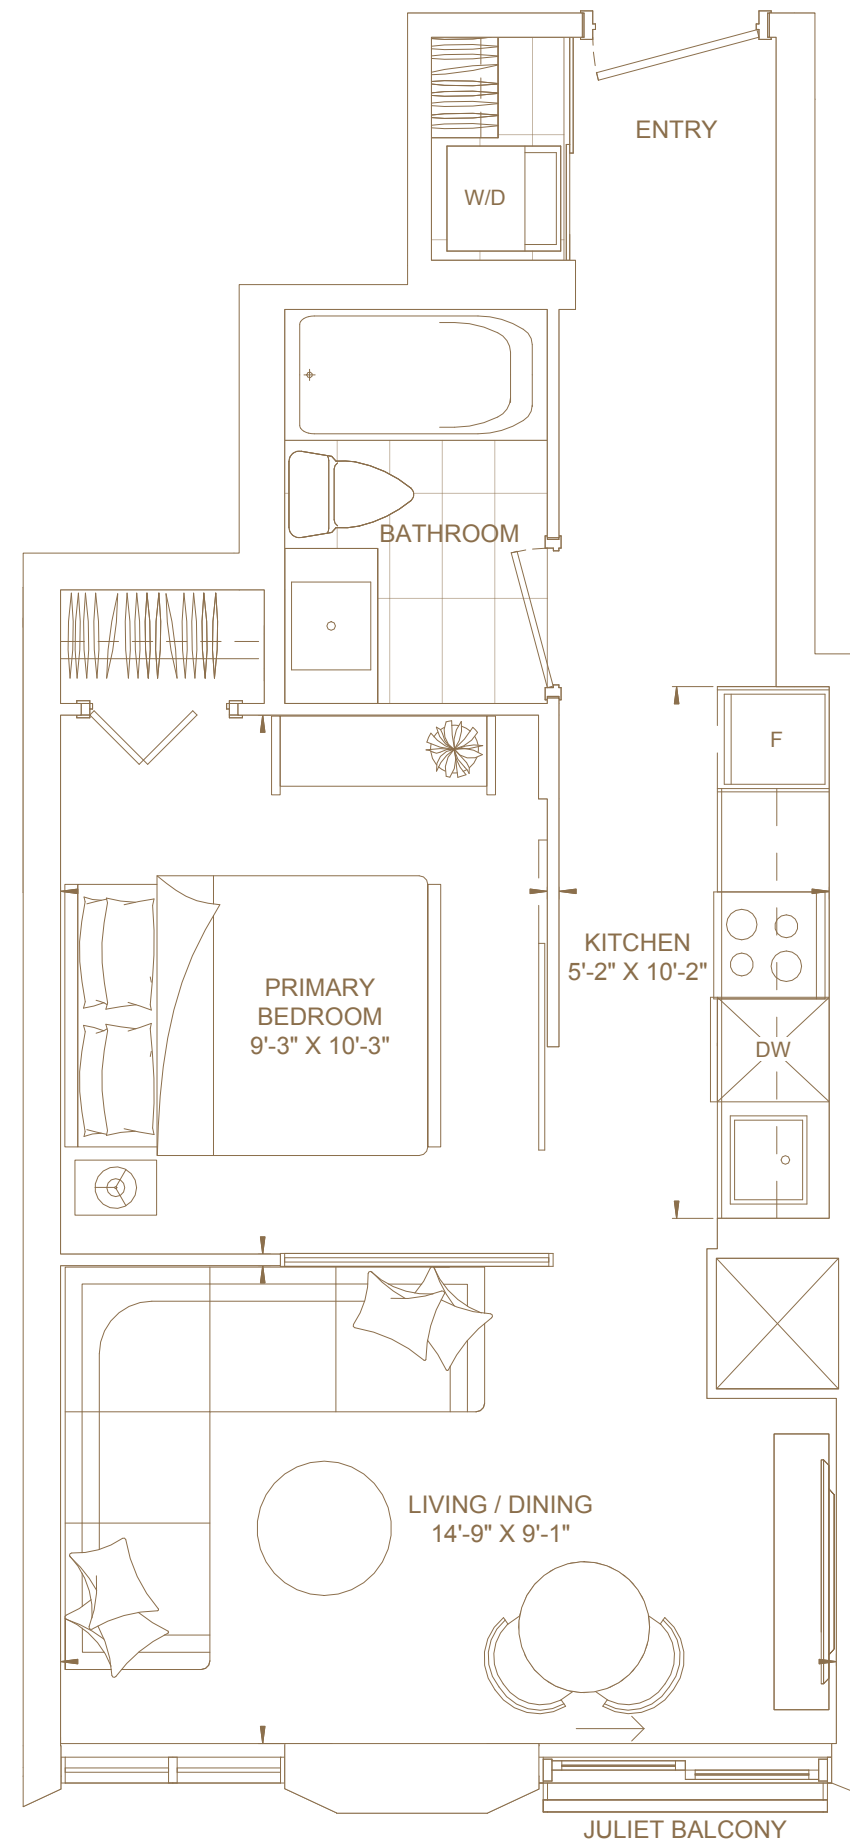 ENTRY
W/D
BATHROOM
F
KITCHEN
5'-2" X 10'-2"
PRIMARY
BEDROOM
9'-3" X 10'-3"
DW
LIVING / DINING
14'-9" X 9'-1"
JULIET BALCONY